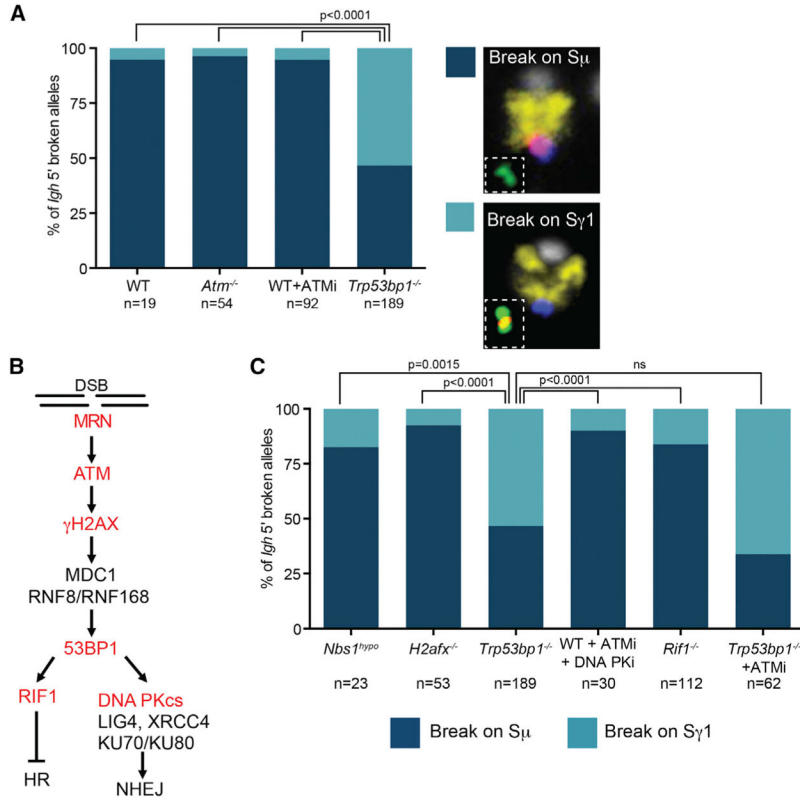 A
p<0.0001
% of Igh 5' broken alleles
100
75
50
25
0
WT
n=19
Atm-/-
n=54
WT+ATMi
n=92
Trp53bp1-/-
n=189
Break on Sμ
Break on Sγ1
B
DSB
MRN
ATM
γH2AX
MDC1
RNF8/RNF168
53BP1
RIF1
DNA PKcs
LIG4, XRCC4
KU70/KU80
HR
NHEJ
C
p=0.0015
ns
p<0.0001
p<0.0001
% of Igh 5' broken alleles
100
75
50
25
0
Nbs1hypo
n=23
H2afx-/-
n=53
Trp53bp1-/-
n=189
WT + ATMi
+ DNA PKi
n=30
Rif1-/-
n=112
Trp53bp1-/-
+ATMi
n=62
Break on Sμ
Break on Sγ1